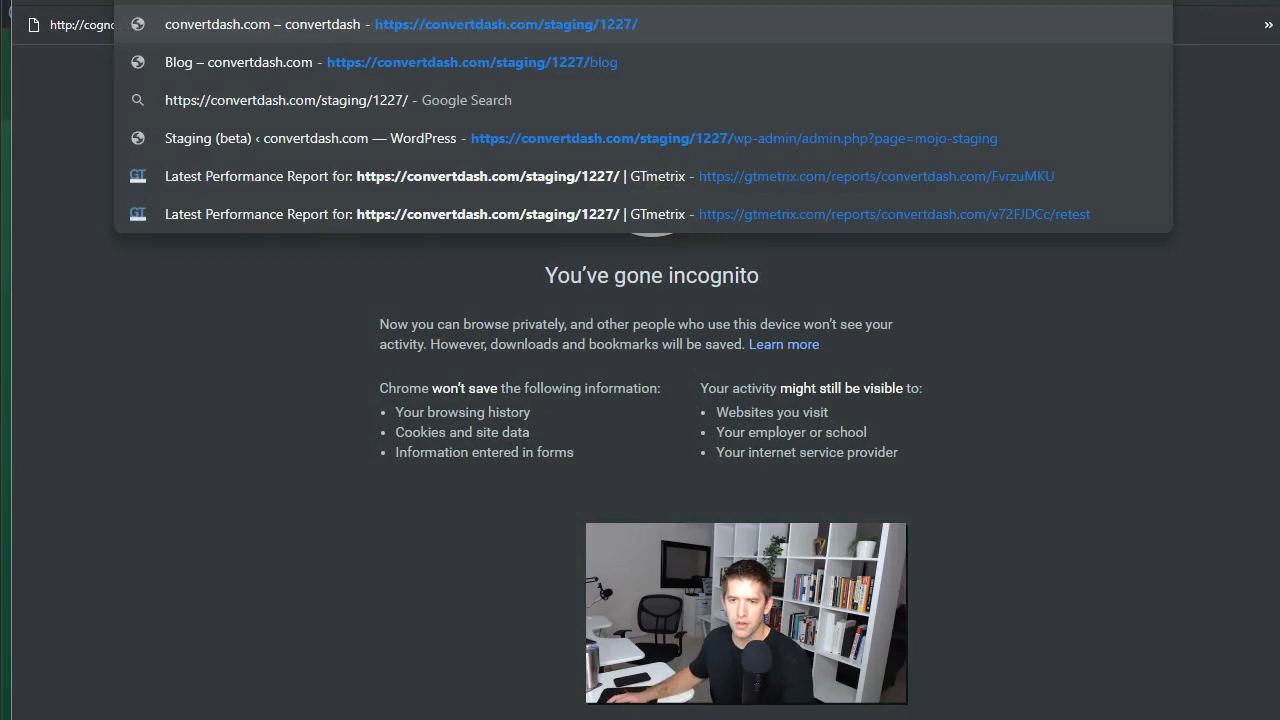 http://cogno
convertdash.com – convertdash - https://convertdash.com/staging/1227/
»
Blog – convertdash.com - https://convertdash.com/staging/1227/blog
https://convertdash.com/staging/1227/ - Google Search
Staging (beta) ‹ convertdash.com — WordPress - https://convertdash.com/staging/1227/wp-admin/admin.php?page=mojo-staging
GT Latest Performance Report for: https://convertdash.com/staging/1227/ | GTmetrix - https://gtmetrix.com/reports/convertdash.com/FvrzuMKU
GT Latest Performance Report for: https://convertdash.com/staging/1227/ | GTmetrix - https://gtmetrix.com/reports/convertdash.com/v72FJDCc/retest
You’ve gone incognito
Now you can browse privately, and other people who use this device won’t see your
activity. However, downloads and bookmarks will be saved. Learn more
Chrome won’t save the following information:
• Your browsing history
• Cookies and site data
• Information entered in forms
Your activity might still be visible to:
• Websites you visit
• Your employer or school
• Your internet service provider